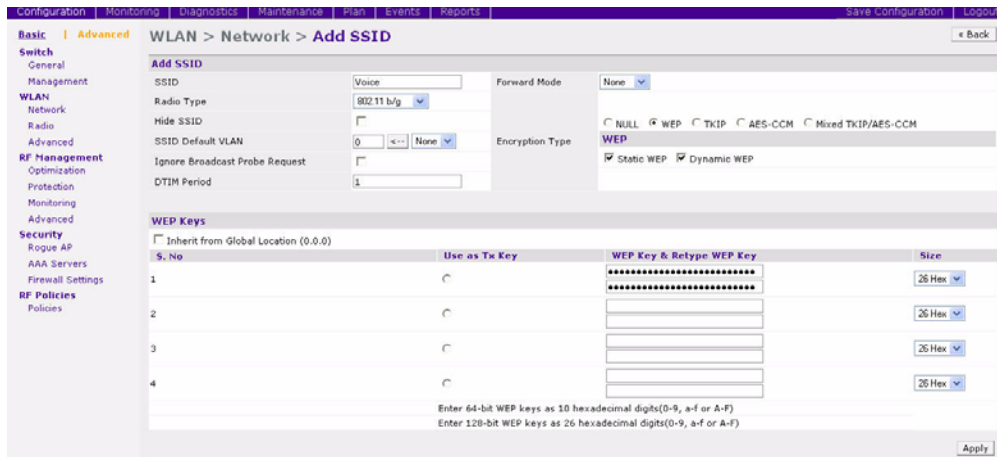 Configuration | Monitoring | Diagnostics | Maintenance | Plan | Events | Reports | Save Configuration | Logout
Basic | Advanced
WLAN > Network > Add SSID
« Back
Switch
General
Management
WLAN
Network
Radio
Advanced
RF Management
Optimization
Protection
Monitoring
Advanced
Security
Rogue AP
AAA Servers
Firewall Settings
RF Policies
Policies
Add SSID
SSID Voice Forward Mode None
Radio Type 802.11 b/g
Hide SSID
NULL WEP TKIP AES-CCM Mixed TKIP/AES-CCM
SSID Default VLAN 0 <-- None Encryption Type WEP
Ignore Broadcast Probe Request Static WEP Dynamic WEP
DTIM Period 1
WEP Keys
Inherit from Global Location (0.0.0)
S. No Use as Tx Key WEP Key & Retype WEP Key Size
1 26 Hex
2 26 Hex
3 26 Hex
4 26 Hex
Enter 64-bit WEP keys as 10 hexadecimal digits(0-9, a-f or A-F)
Enter 128-bit WEP keys as 26 hexadecimal digits(0-9, a-f or A-F)
Apply